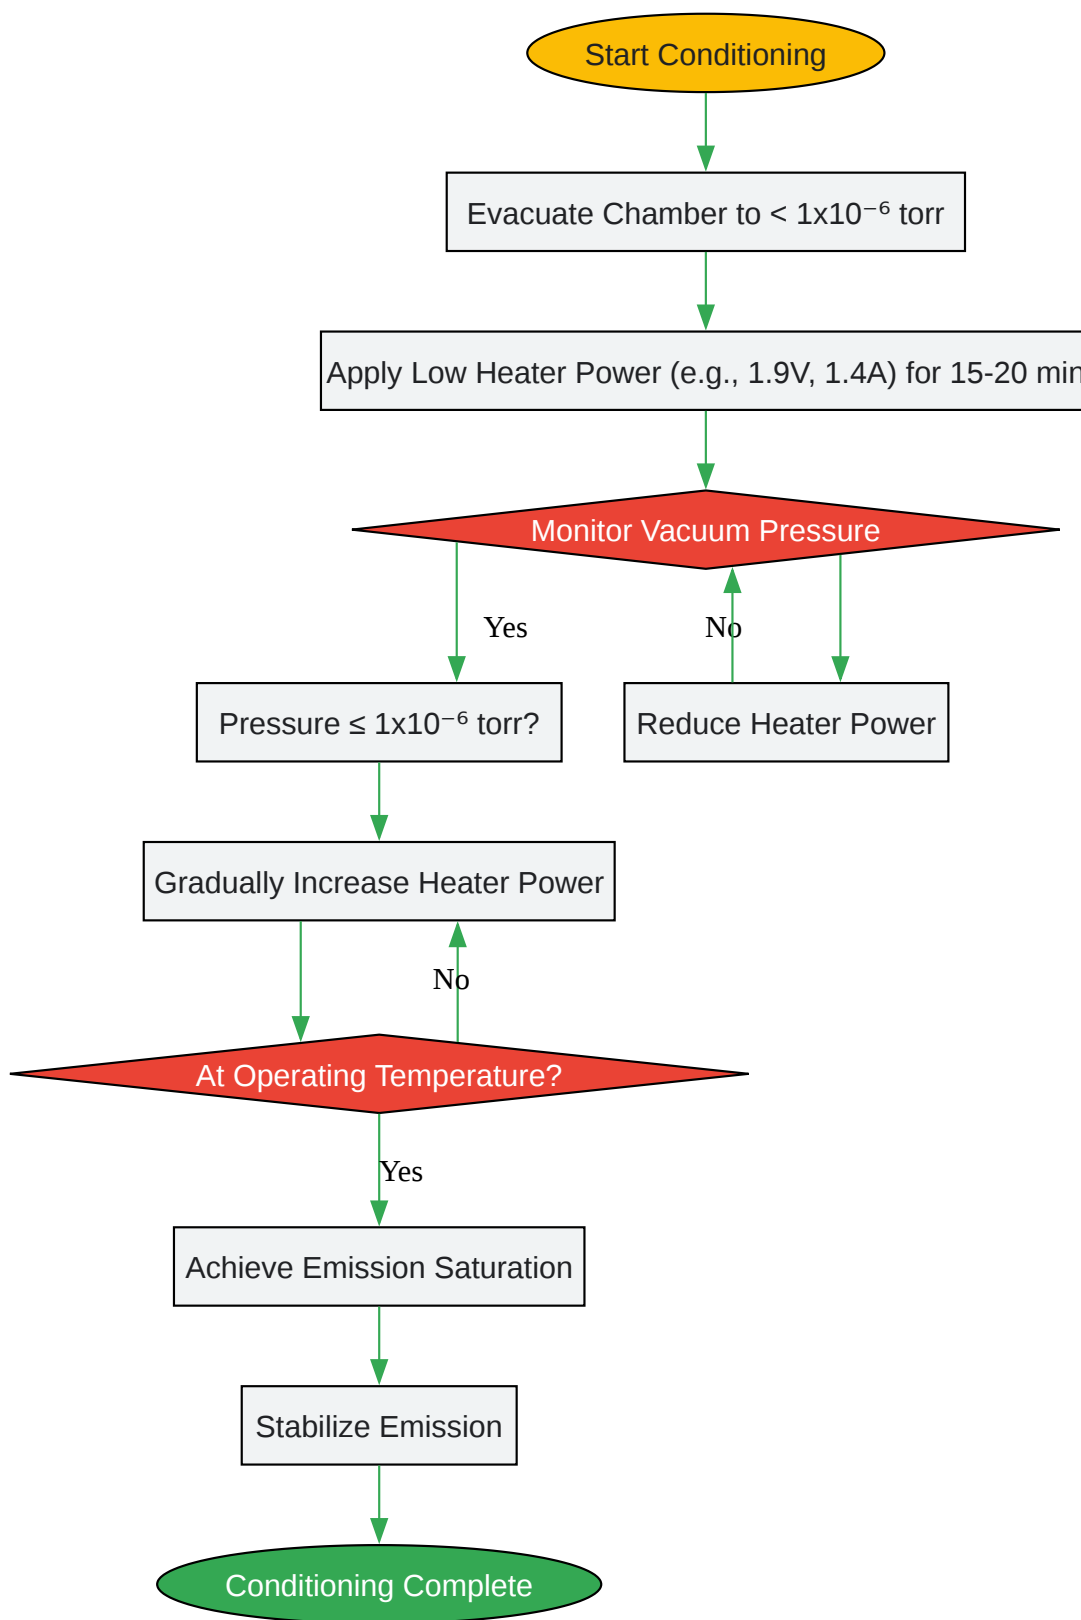 Start Conditioning
Evacuate Chamber to < 1x10⁻⁶ torr
Apply Low Heater Power (e.g., 1.9V, 1.4A) for 15-20 min
Monitor Vacuum Pressure
Yes
No
Pressure ≤ 1x10⁻⁶ torr?
Reduce Heater Power
Gradually Increase Heater Power
No
At Operating Temperature?
Yes
Achieve Emission Saturation
Stabilize Emission
Conditioning Complete